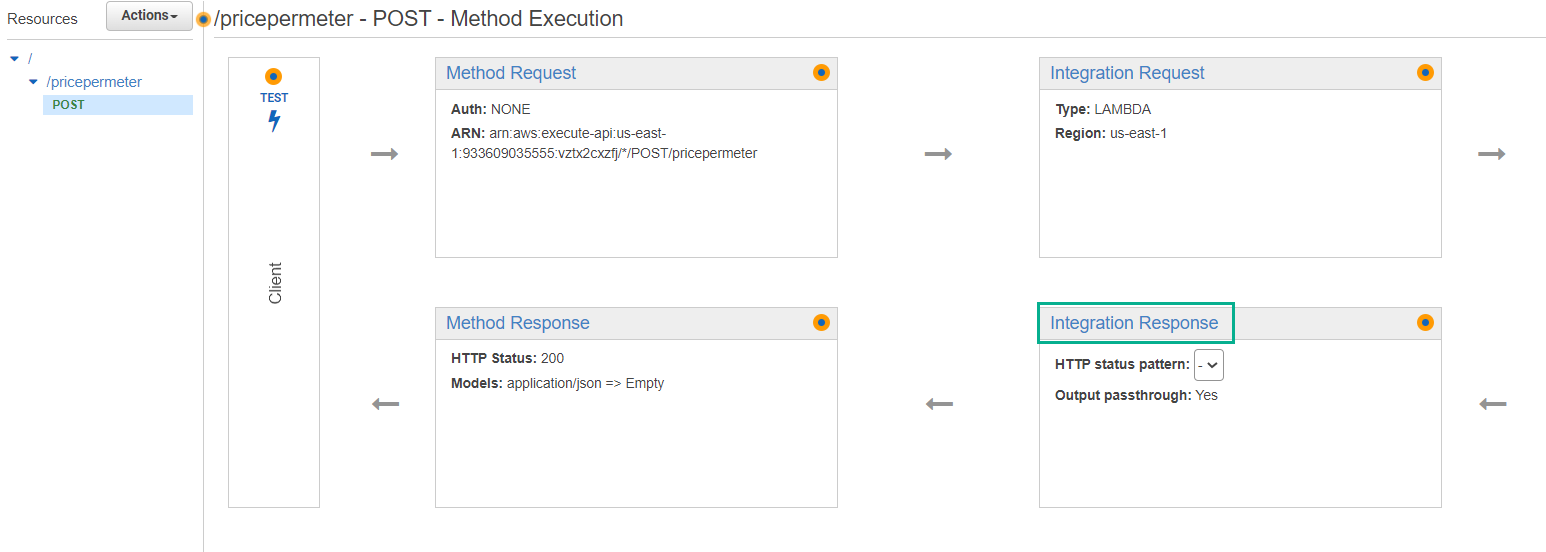 Resources
Actions
/pricepermeter - POST - Method Execution
/
/pricepermeter
POST
TEST
Client
Method Request
Auth: NONE
ARN: arn:aws:execute-api:us-east-
1:933609035555:vztx2cxzfj/*/POST/pricepermeter
Integration Request
Type: LAMBDA
Region: us-east-1
Method Response
HTTP Status: 200
Models: application/json => Empty
Integration Response
HTTP status pattern: -
Output passthrough: Yes